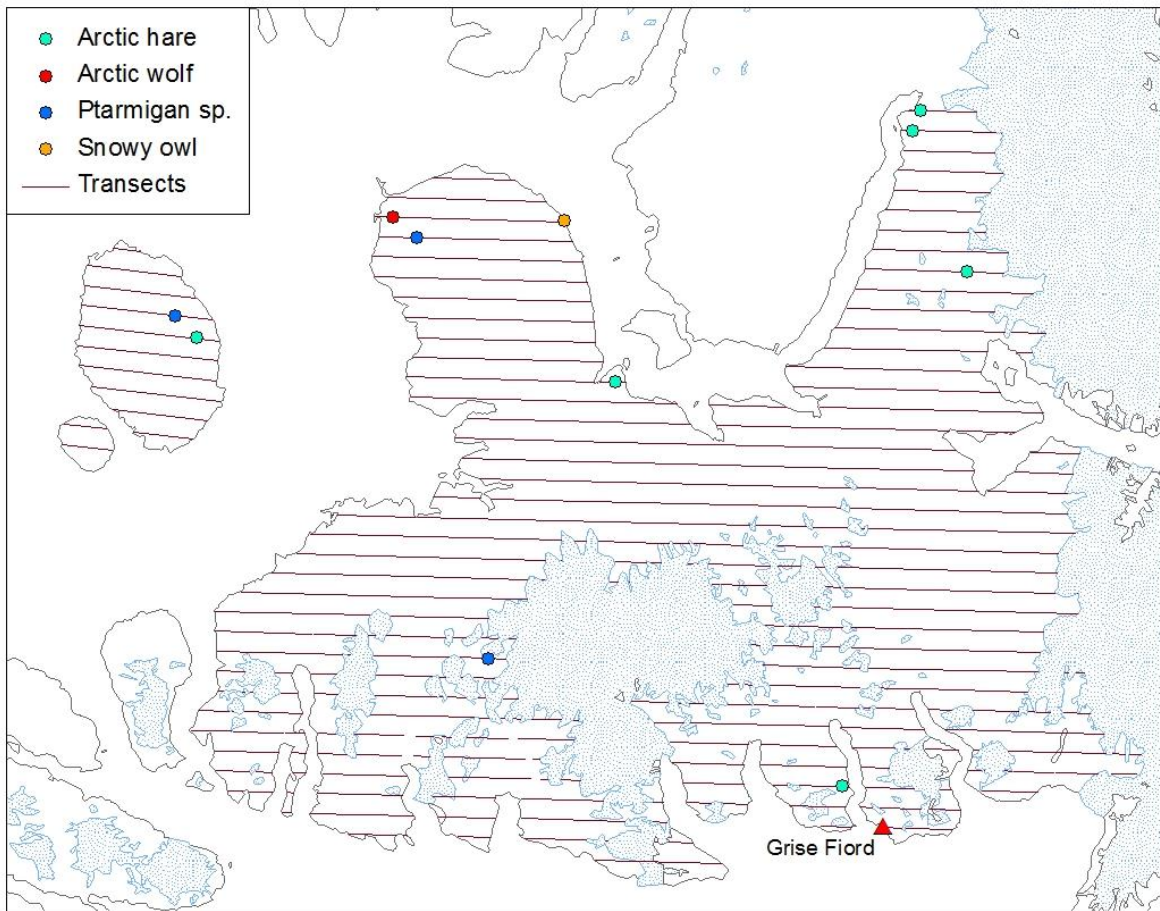 Arctic hare
Arctic wolf
Ptarmigan sp.
Snowy owl
Transects
Grise Fiord